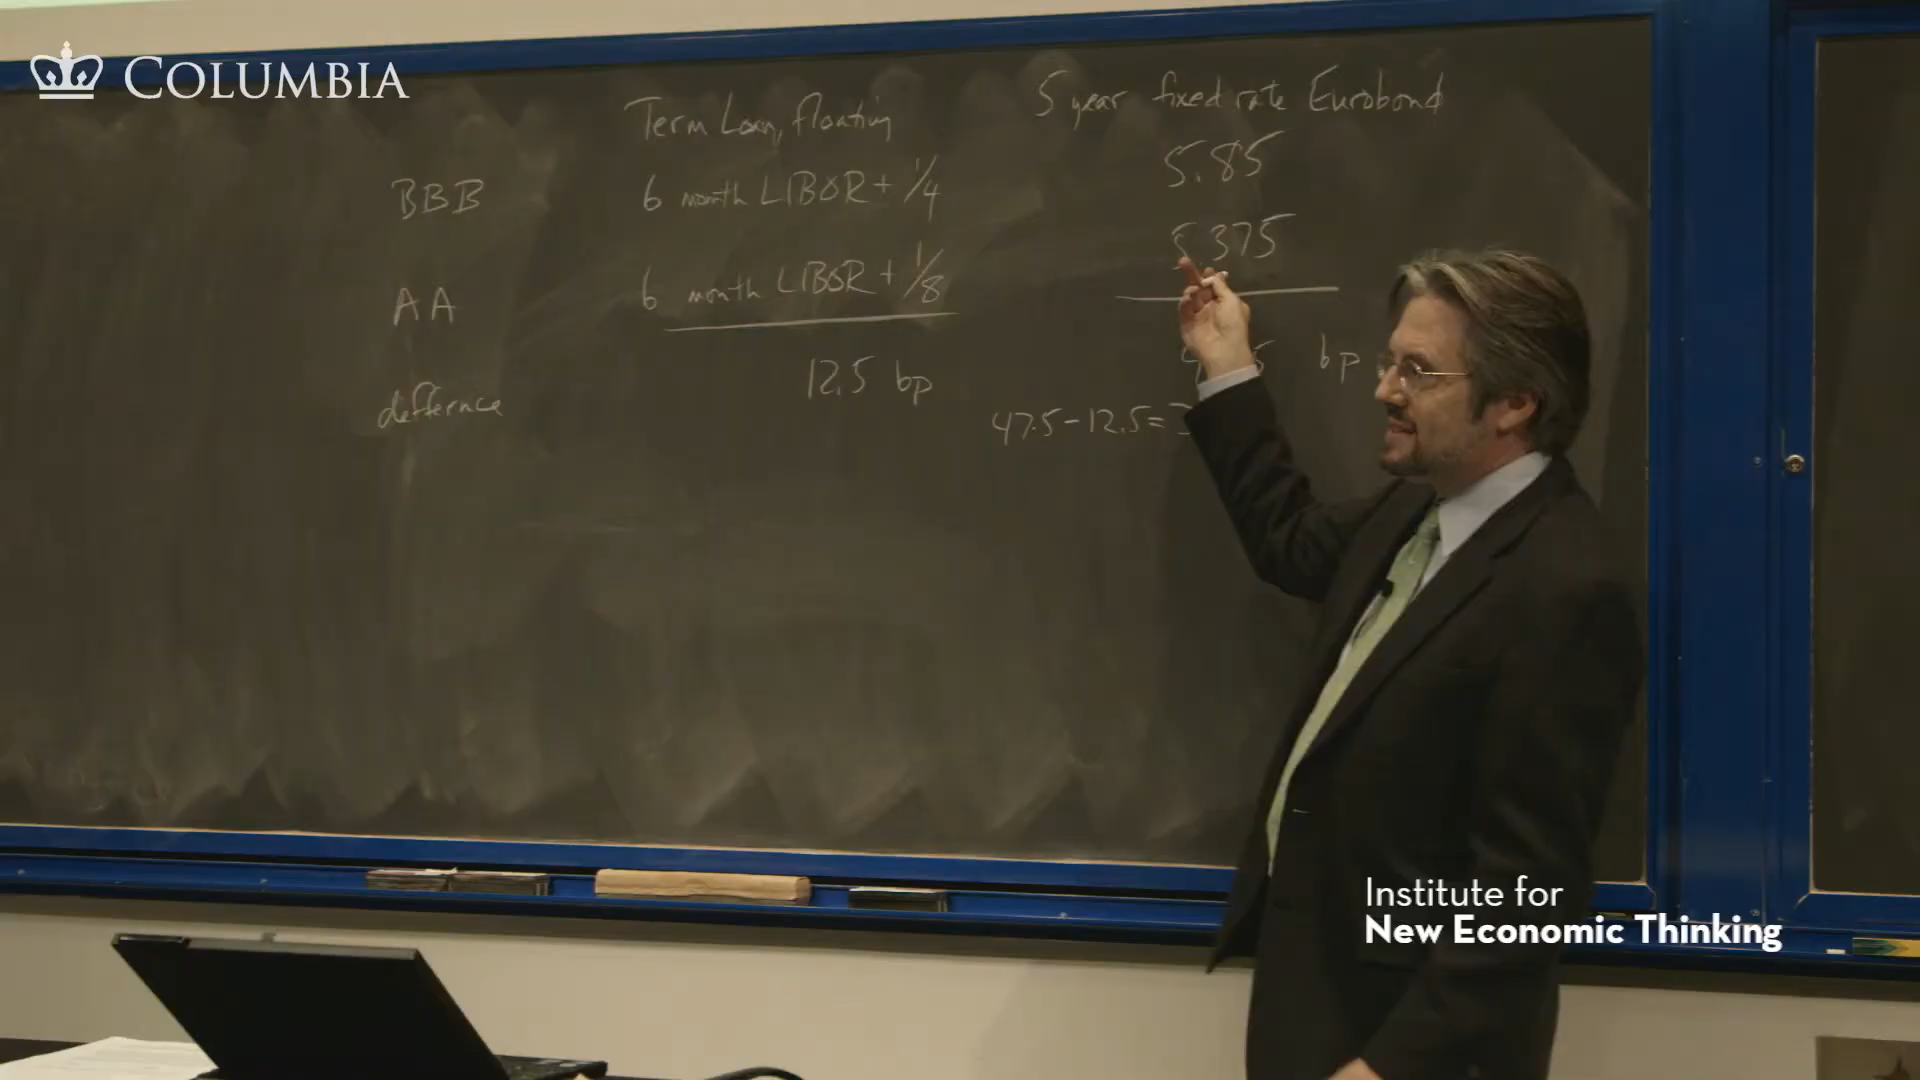 COLUMBIA
Term Loan, floating
5 year fixed rate Eurobond
BBB
6 month LIBOR + 1/4
5.85
AA
6 month LIBOR + 1/8
5.375
differnce
12.5 bp
bp
47.5 - 12.5 =
Institute for
New Economic Thinking